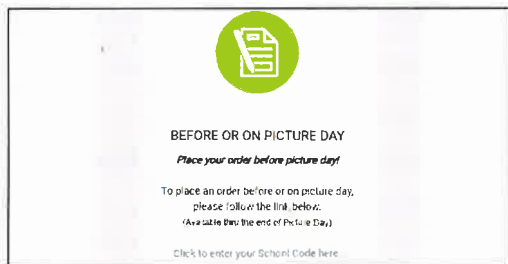 BEFORE OR ON PICTURE DAY
Place your order before picture day!
To place an order before or on picture day,
please follow the link below.
(Available thru the end of Picture Day)
Click to enter your School Code here